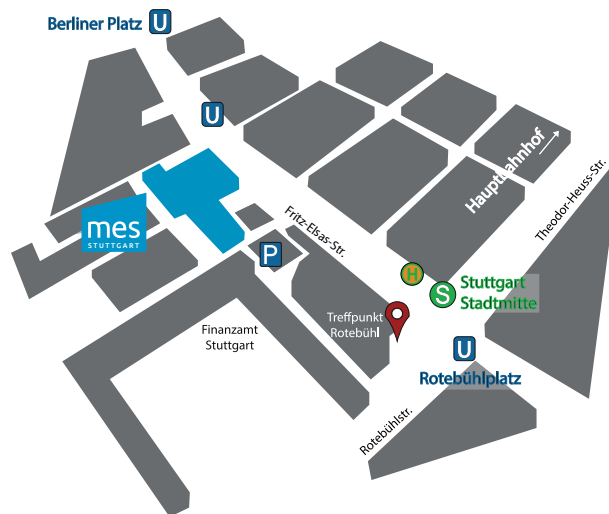 Berliner Platz U
U
Hauptbahnhof
Theodor-Heuss-Str.
mes
STUTTGART
Fritz-Elsas-Str.
P
H
S
Stuttgart
Stadtmitte
Treffpunkt
Rotebühl
Finanzamt
Stuttgart
U
Rotebühlplatz
Rotebühlstr.